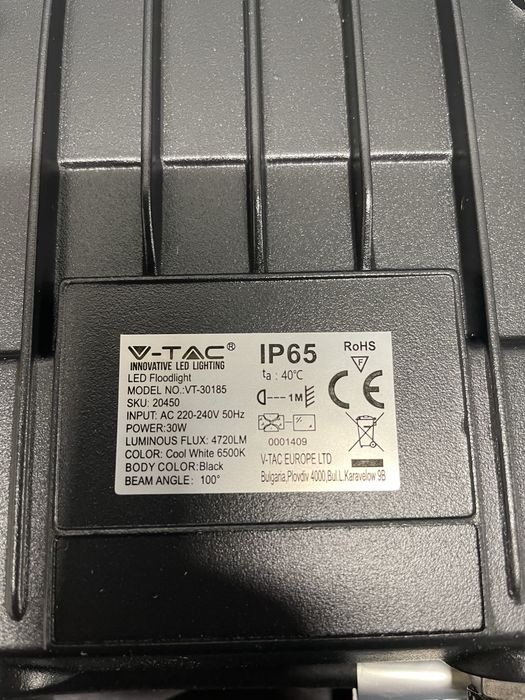 V-TAC®
INNOVATIVE LED LIGHTING
LED Floodlight
MODEL NO.:VT-30185
SKU: 20450
INPUT: AC 220-240V 50Hz
POWER:30W
LUMINOUS FLUX: 4720LM
COLOR: Cool White 6500K
BODY COLOR:Black
BEAM ANGLE: 100°
IP65
ta : 40℃
1M
0001409
V-TAC EUROPE LTD
Bulgaria,Plovdiv 4000,Bul.L.Karavelow 9B
RoHS
F
CE